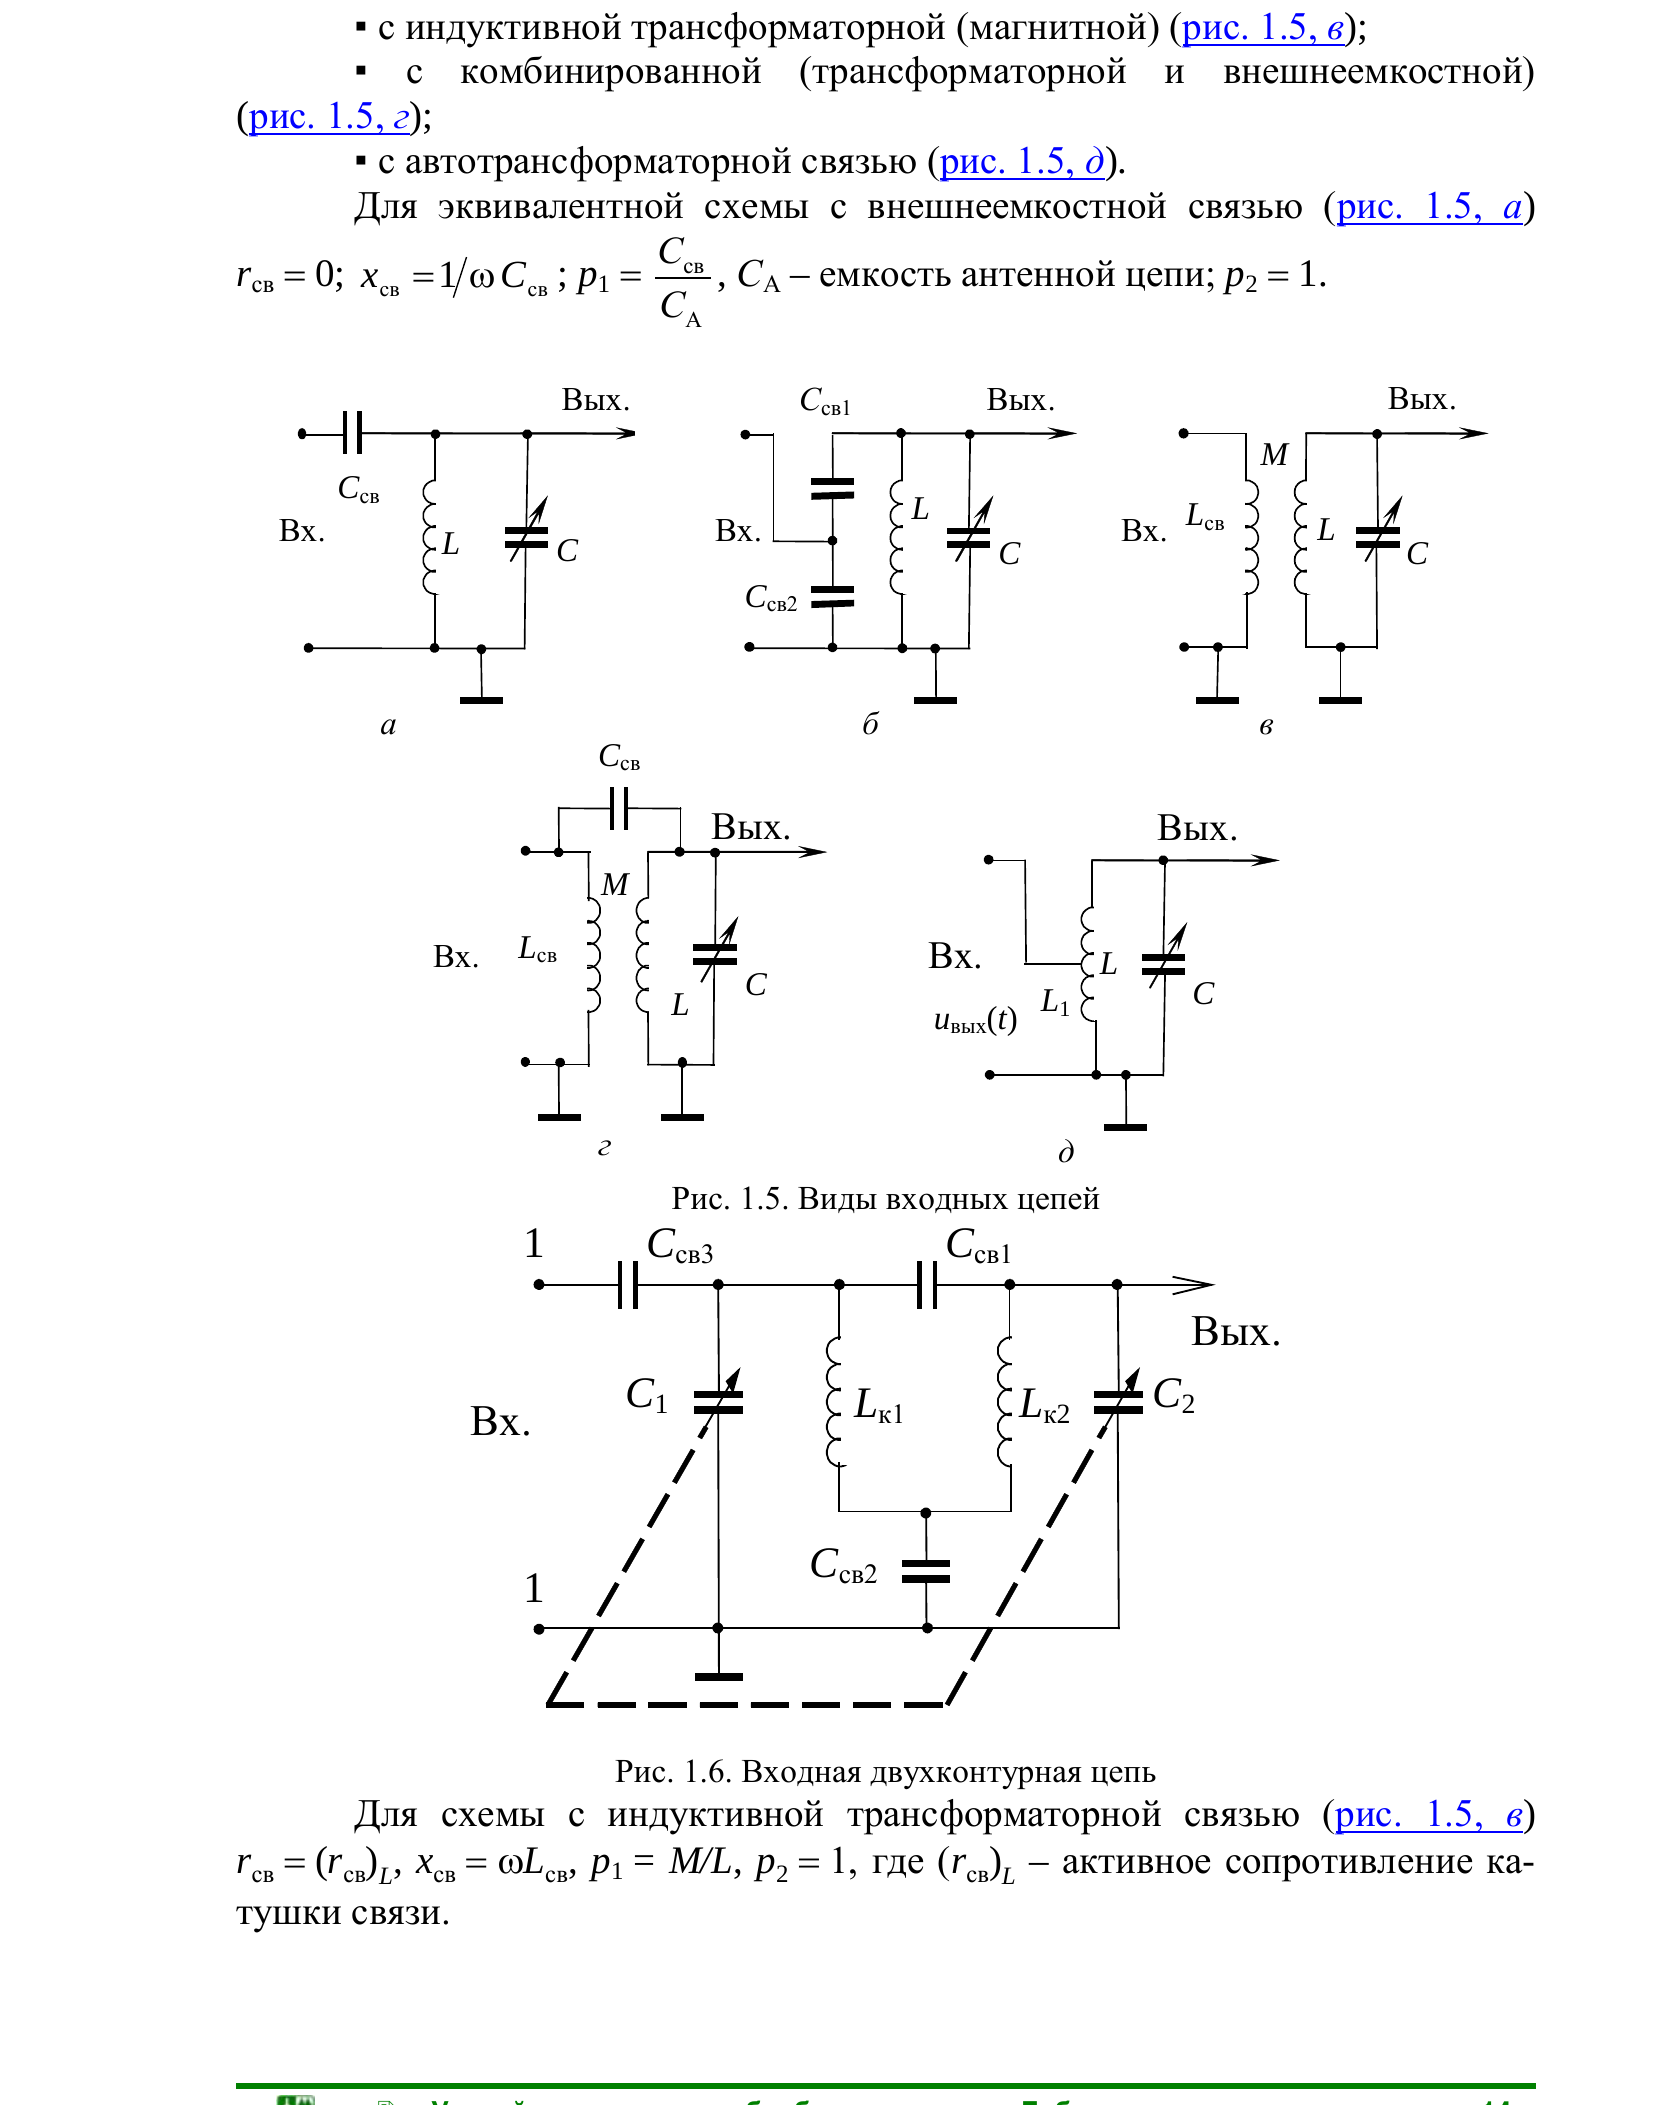 ▪ с индуктивной трансформаторной (магнитной) (рис. 1.5, в);
▪ с комбинированной (трансформаторной и внешнеемкостной)
(рис. 1.5, г);
▪ с автотрансформаторной связью (рис. 1.5, д).
Для эквивалентной схемы с внешнеемкостной связью (рис. 1.5, а)
rсв = 0; xсв = 1/ω Cсв ; p1 = Cсв/CА , CА – емкость антенной цепи; p2 = 1.
Вых. Cсв1 Вых. Вых.
M
Cсв L Lсв
Вх. L C Вх. C Вх. L C
Cсв2
а б в
Cсв
Вых. Вых.
M
Вх. Lсв L C Вх. L C
L1
uвых(t)
г д
Рис. 1.5. Виды входных цепей
1 Cсв3 Cсв1
Вых.
C1 Lк1 Lк2 C2
Вх.
Cсв2
1
Рис. 1.6. Входная двухконтурная цепь
Для схемы с индуктивной трансформаторной связью (рис. 1.5, в)
rсв = (rсв)L, xсв = ωLсв, p1 = M/L, p2 = 1, где (rсв)L – активное сопротивление ка-
тушки связи.